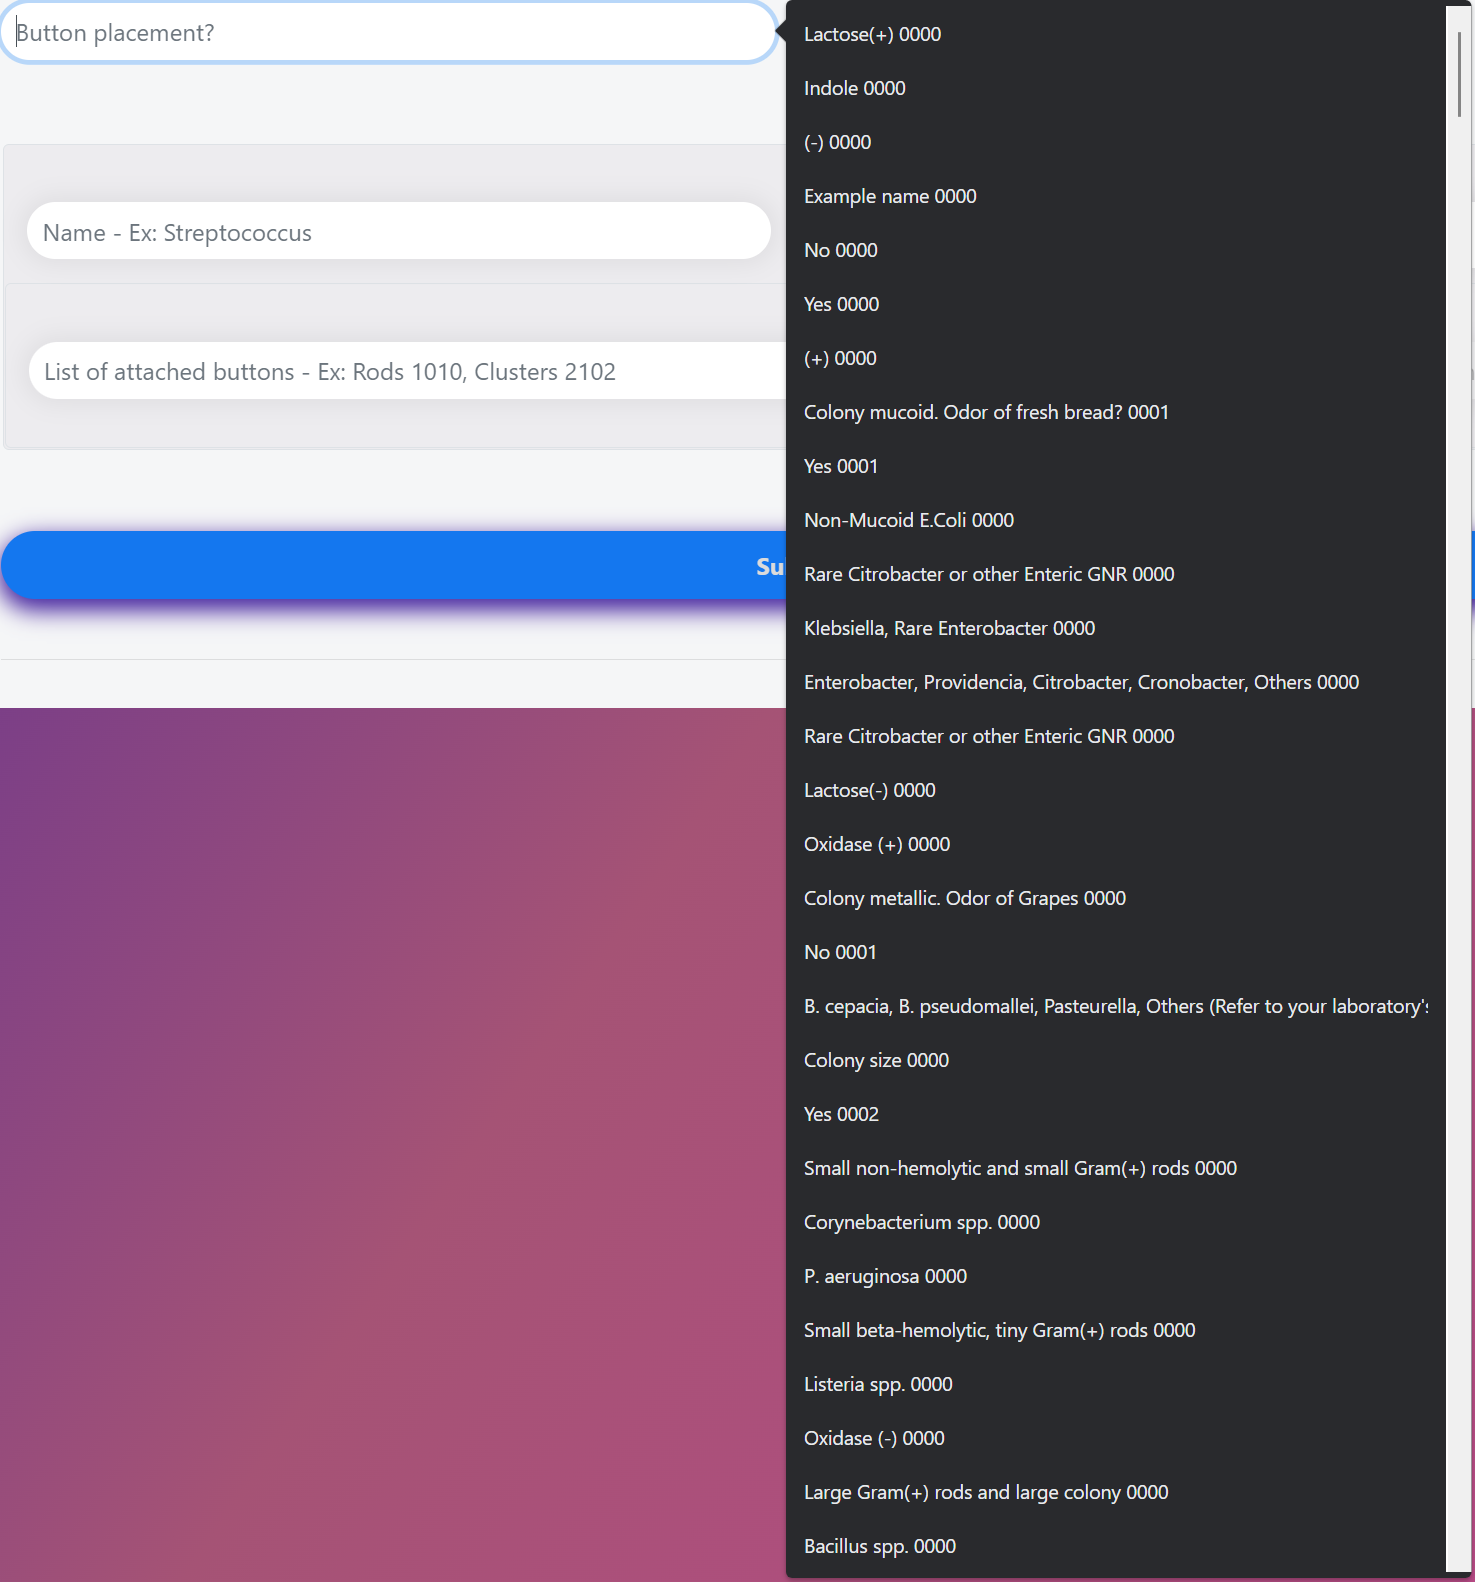 Button placement?
Name - Ex: Streptococcus
List of attached buttons - Ex: Rods 1010, Clusters 2102
Lactose(+) 0000
Indole 0000
(-) 0000
Example name 0000
No 0000
Yes 0000
(+) 0000
Colony mucoid. Odor of fresh bread? 0001
Yes 0001
Non-Mucoid E.Coli 0000
Rare Citrobacter or other Enteric GNR 0000
Klebsiella, Rare Enterobacter 0000
Enterobacter, Providencia, Citrobacter, Cronobacter, Others 0000
Rare Citrobacter or other Enteric GNR 0000
Lactose(-) 0000
Oxidase (+) 0000
Colony metallic. Odor of Grapes 0000
No 0001
B. cepacia, B. pseudomallei, Pasteurella, Others (Refer to your laboratory's
Colony size 0000
Yes 0002
Small non-hemolytic and small Gram(+) rods 0000
Corynebacterium spp. 0000
P. aeruginosa 0000
Small beta-hemolytic, tiny Gram(+) rods 0000
Listeria spp. 0000
Oxidase (-) 0000
Large Gram(+) rods and large colony 0000
Bacillus spp. 0000